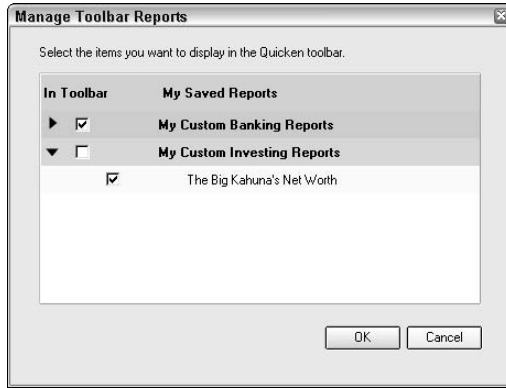 Manage Toolbar Reports
Select the items you want to display in the Quicken toolbar.
In Toolbar My Saved Reports
My Custom Banking Reports
My Custom Investing Reports
The Big Kahuna's Net Worth
OK Cancel